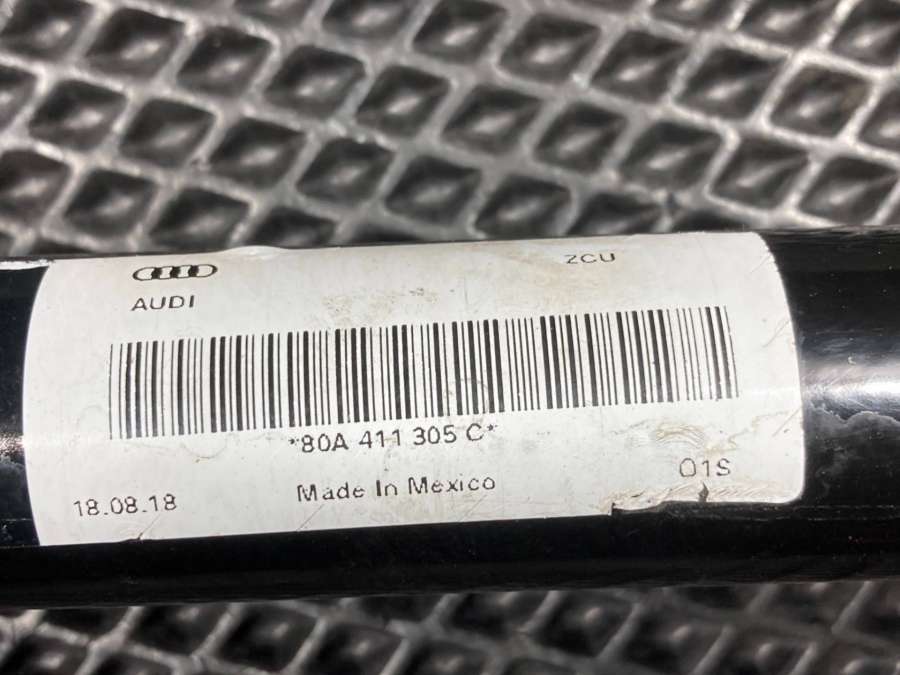 AUDI
ZCU
*80A 411 305 C*
Made In Mexico
01S
18.08.18